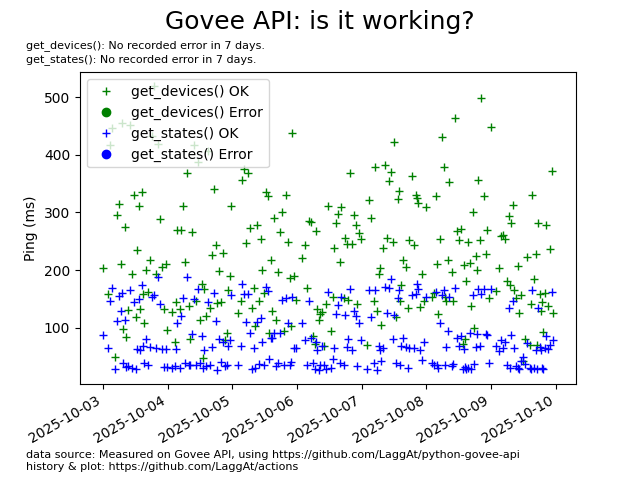 Govee API: is it working?
get_devices(): No recorded error in 7 days.
get_states(): No recorded error in 7 days.
get_devices() OK
get_devices() Error
get_states() OK
get_states() Error
Ping (ms)
500
400
300
200
100
2025-10-03
2025-10-04
2025-10-05
2025-10-06
2025-10-07
2025-10-08
2025-10-09
2025-10-10
data source: Measured on Govee API, using https://github.com/LaggAt/python-govee-api
history & plot: https://github.com/LaggAt/actions